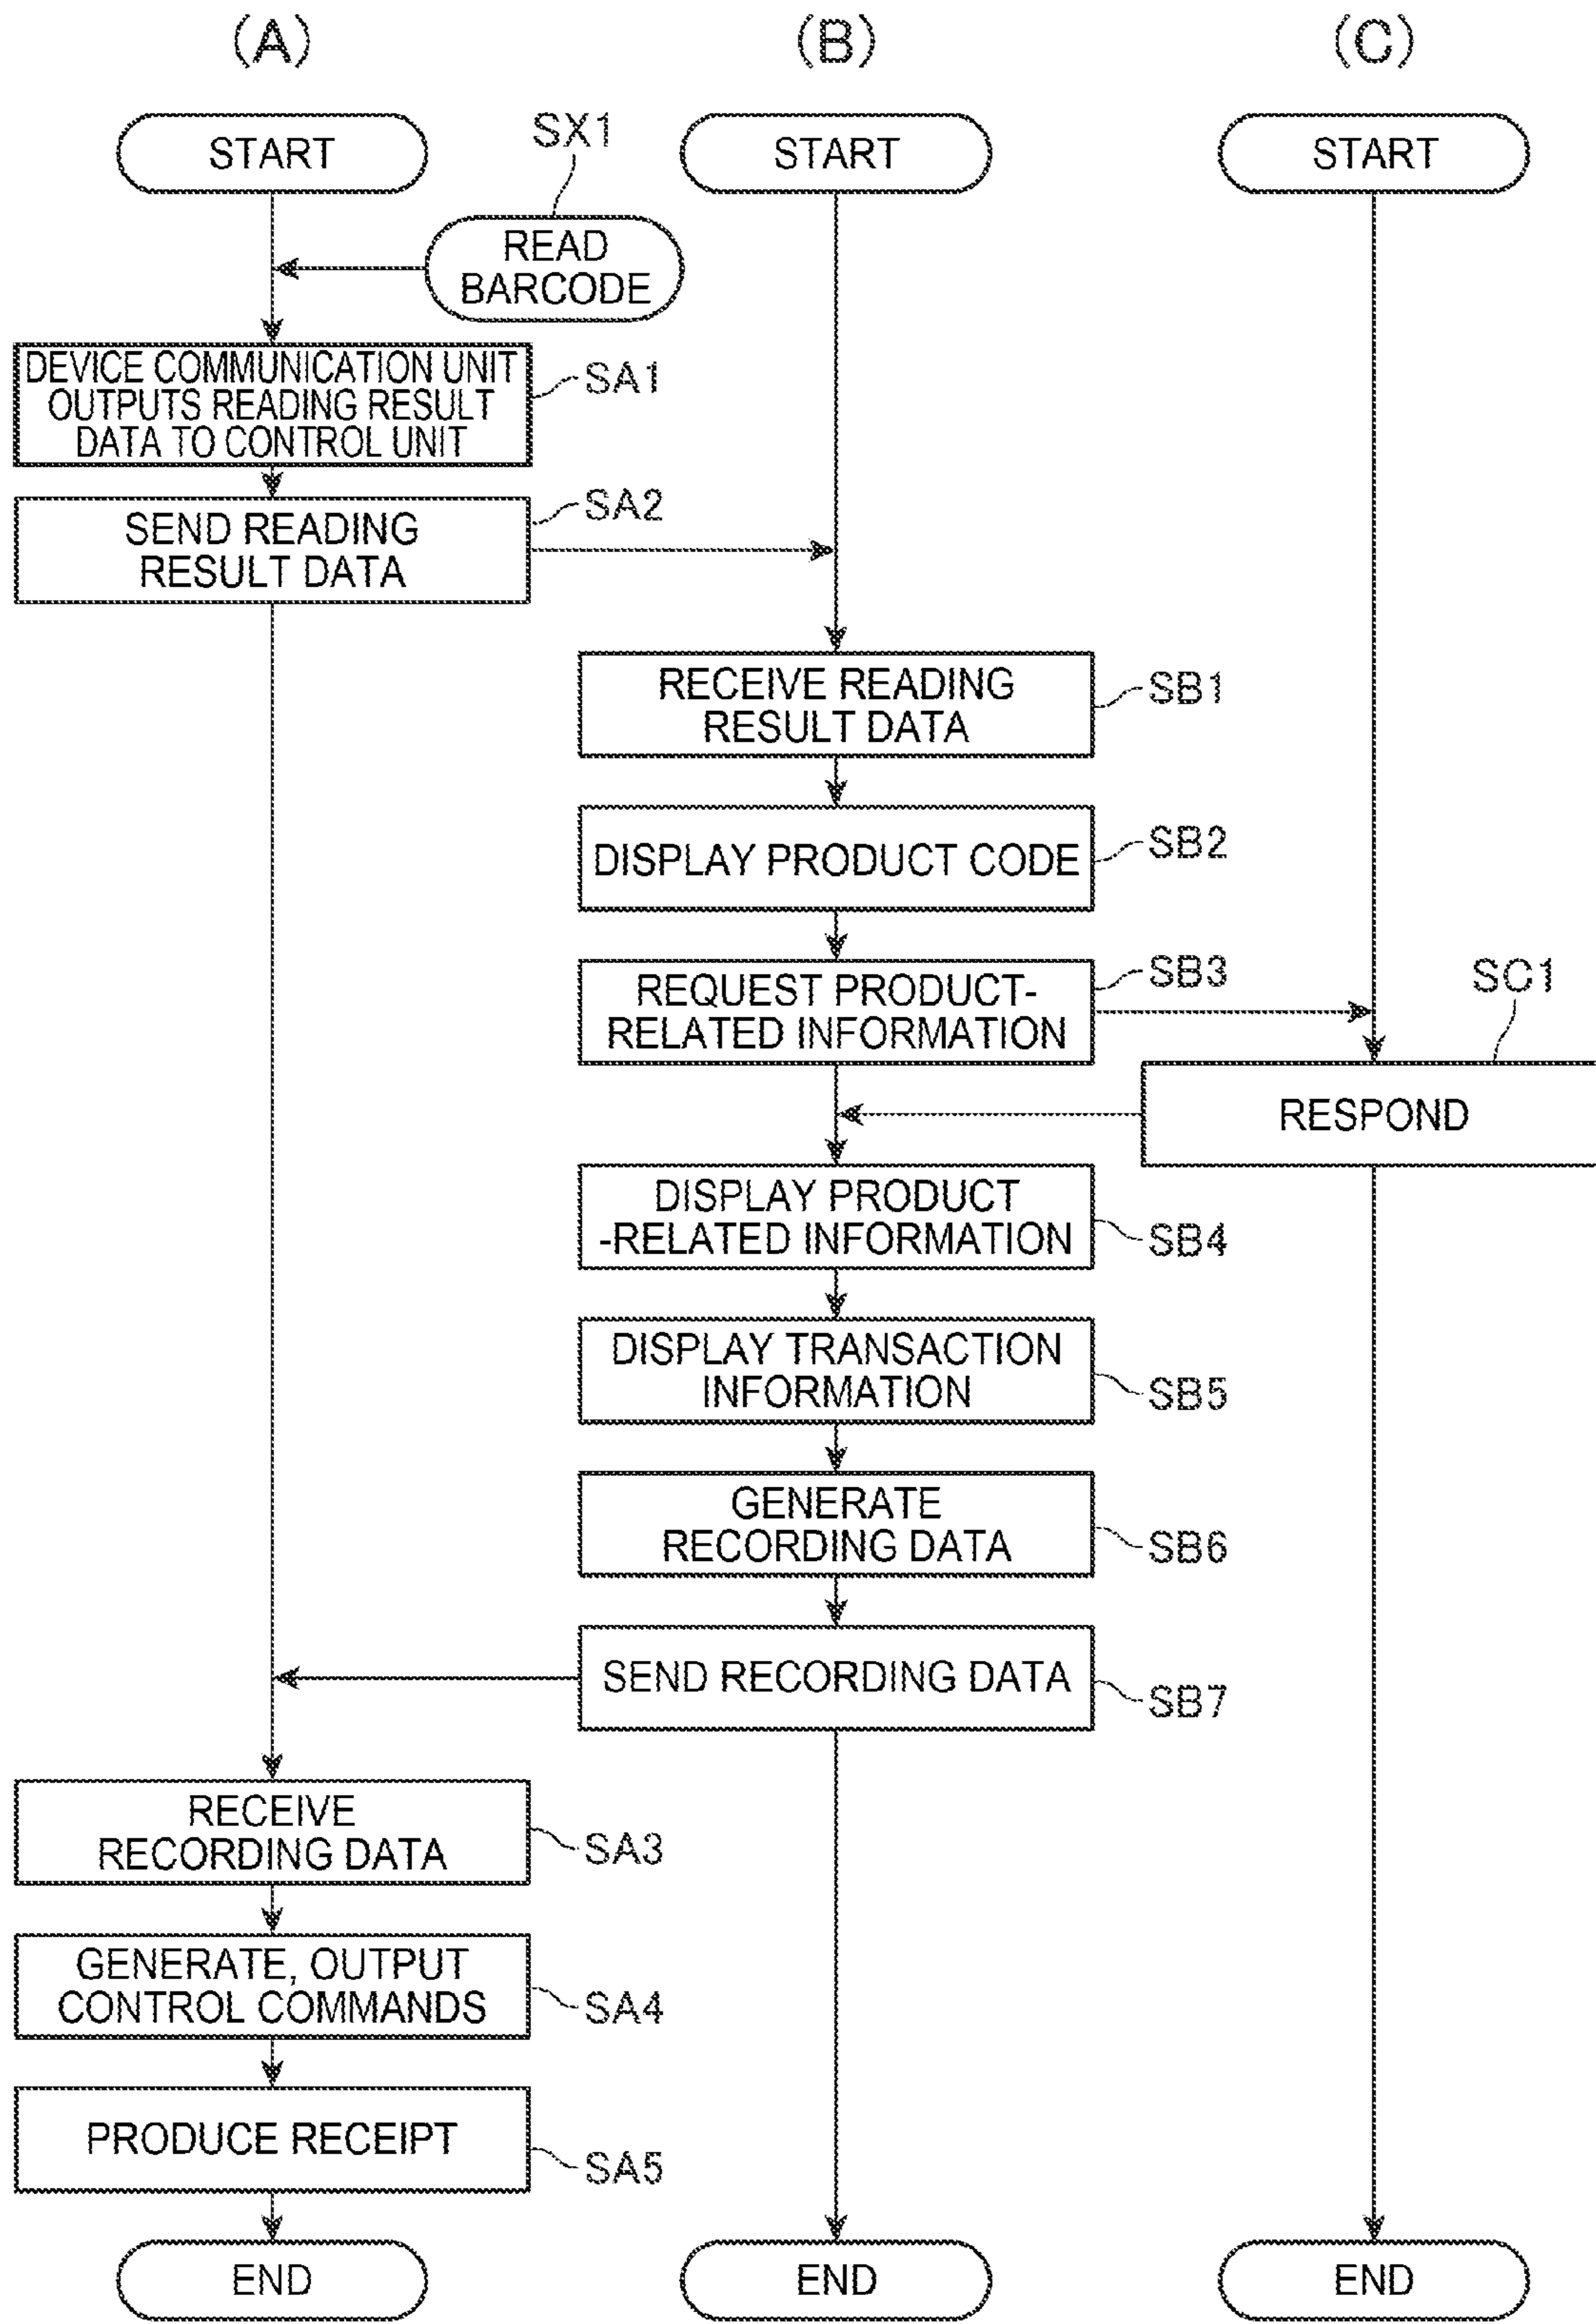 (A)
(B)
(C)
START
SX1
START
START
READ
BARCODE
DEVICE COMMUNICATION UNIT
OUTPUTS READING RESULT
DATA TO CONTROL UNIT
SA1
SEND READING
RESULT DATA
SA2
RECEIVE READING
RESULT DATA
SB1
DISPLAY PRODUCT CODE
SB2
REQUEST PRODUCT-
RELATED INFORMATION
SB3
SC1
RESPOND
DISPLAY PRODUCT
-RELATED INFORMATION
SB4
DISPLAY TRANSACTION
INFORMATION
SB5
GENERATE
RECORDING DATA
SB6
SEND RECORDING DATA
SB7
RECEIVE
RECORDING DATA
SA3
GENERATE, OUTPUT
CONTROL COMMANDS
SA4
PRODUCE RECEIPT
SA5
END
END
END